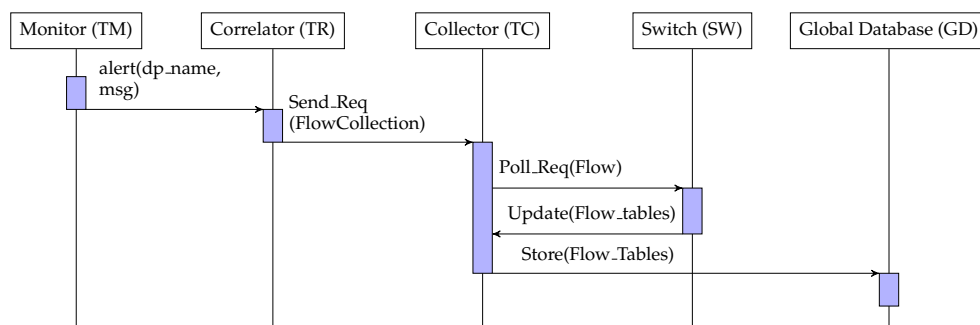 Monitor (TM)
Correlator (TR)
Collector (TC)
Switch (SW)
Global Database (GD)
alert(dp_name,
msg)
Send_Req
(FlowCollection)
Poll_Req(Flow)
Update(Flow_tables)
Store(Flow_Tables)